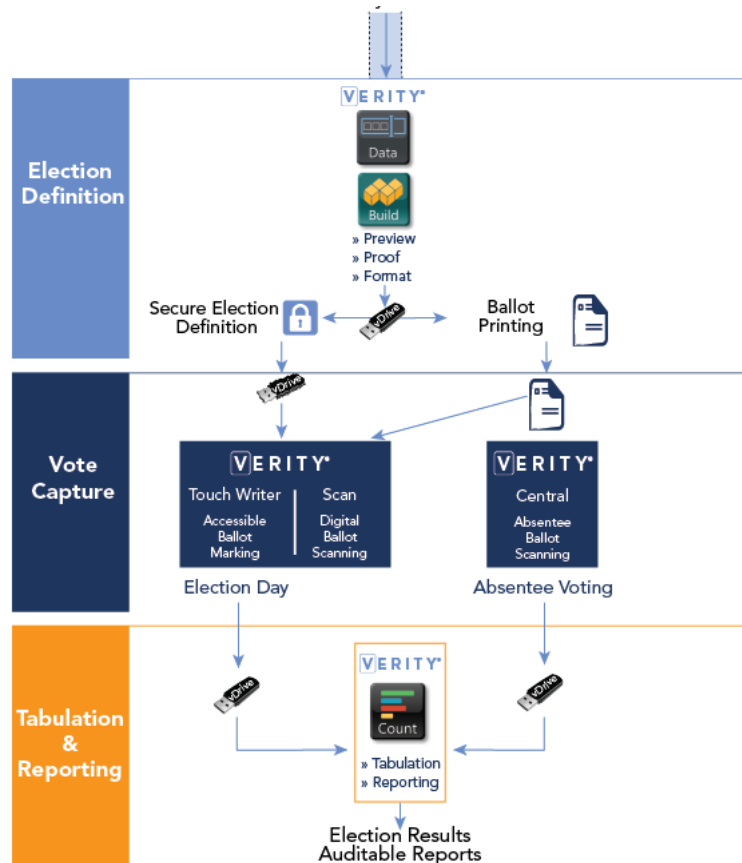 Election
Definition
VERITY®
Data
Build
» Preview
» Proof
» Format
Secure Election
Definition
vDrive
Ballot
Printing
Vote
Capture
vDrive
VERITY®
Touch Writer
Accessible
Ballot
Marking
Scan
Digital
Ballot
Scanning
VERITY®
Central
Absentee
Ballot
Scanning
Election Day
Absentee Voting
Tabulation
&
Reporting
vDrive
VERITY®
Count
» Tabulation
» Reporting
vDrive
Election Results
Auditable Reports